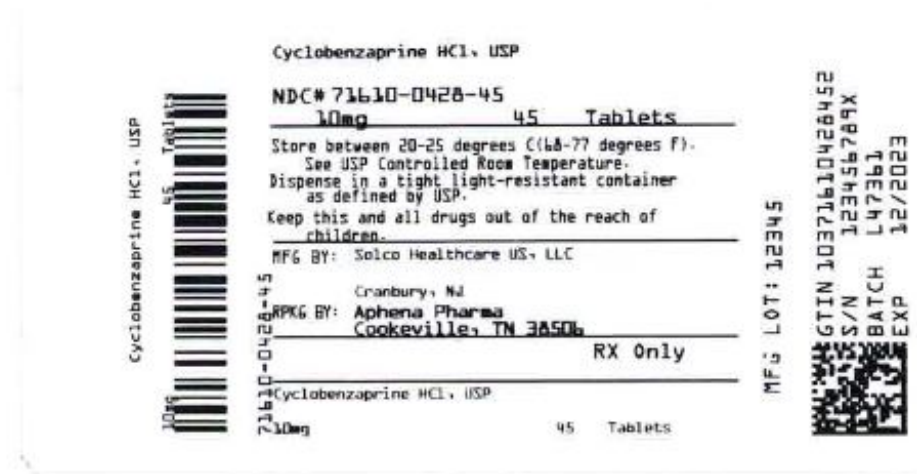 Cyclobenzaprine HCl, USP
NDC# 71610-0428-45
10mg 45 Tablets
Store between 20-25 degrees C(68-77 degrees F).
See USP Controlled Room Temperature.
Dispense in a tight light-resistant container
as defined by USP.
Keep this and all drugs out of the reach of
children.
MFG BY: Solco Healthcare US, LLC
Cranbury, NJ
RPKG BY: Aphena Pharma
Cookeville, TN 38506
RX Only
Cyclobenzaprine HCl, USP
10mg 45 Tablets
Cyclobenzaprine HCl, USP
10mg 45 Tablets
71610-0428-45
MFG LOT: 12345
GTIN 10371610428452
S/N 123456789X
BATCH L47361
EXP 12/2023